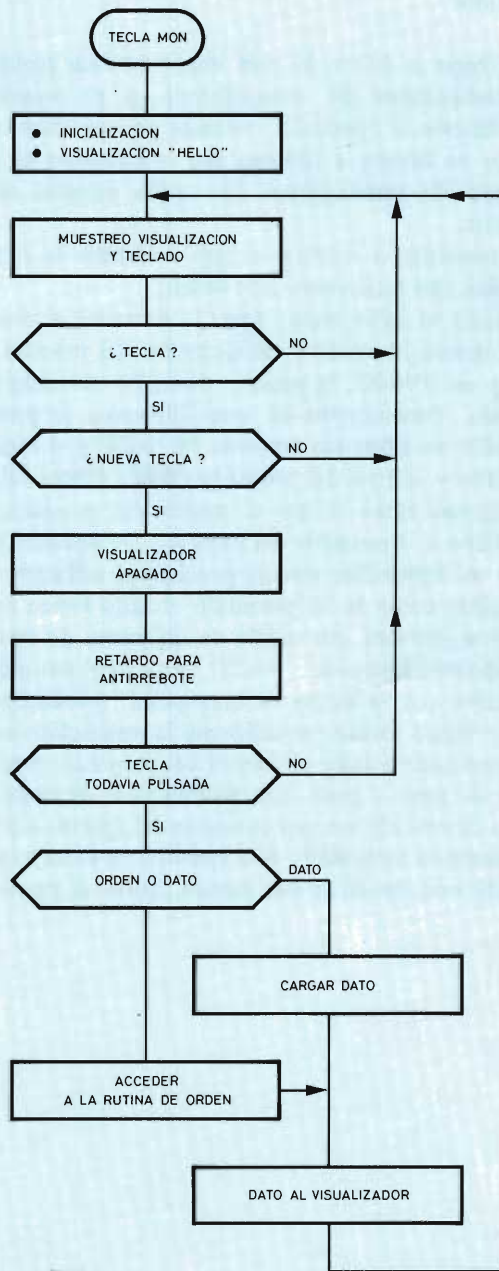 TECLA MON
● INICIALIZACION
● VISUALIZACION "HELLO"
MUESTREO VISUALIZACION
Y TECLADO
¿ TECLA ?
NO
SI
¿NUEVA TECLA ?
NO
SI
VISUALIZADOR
APAGADO
RETARDO PARA
ANTIRREBOTE
TECLA
TODAVIA PULSADA
NO
SI
ORDEN O DATO
DATO
CARGAR DATO
ACCEDER
A LA RUTINA DE ORDEN
DATO AL VISUALIZADOR